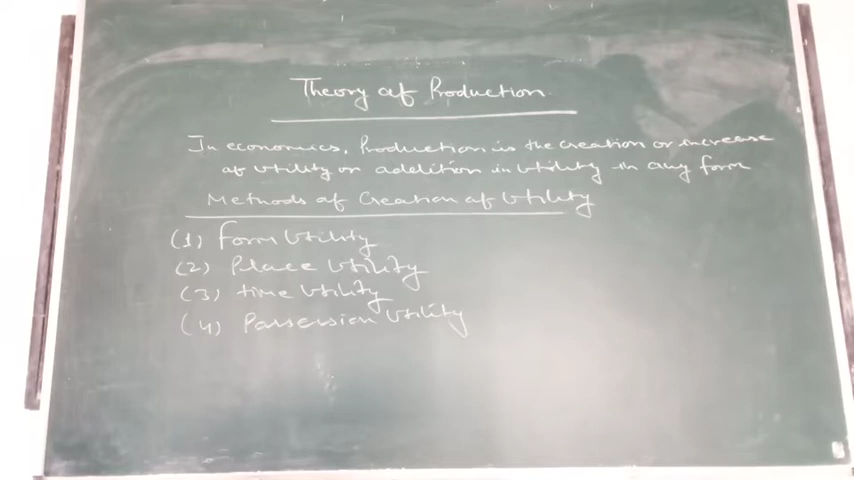 Theory of Production
In economics, Production is the creation or increase
of utility or addition in utility in any form
Methods of Creation of Utility
(1) form Utility
(2) Place Utility
(3) time Utility
(4) Possession Utility